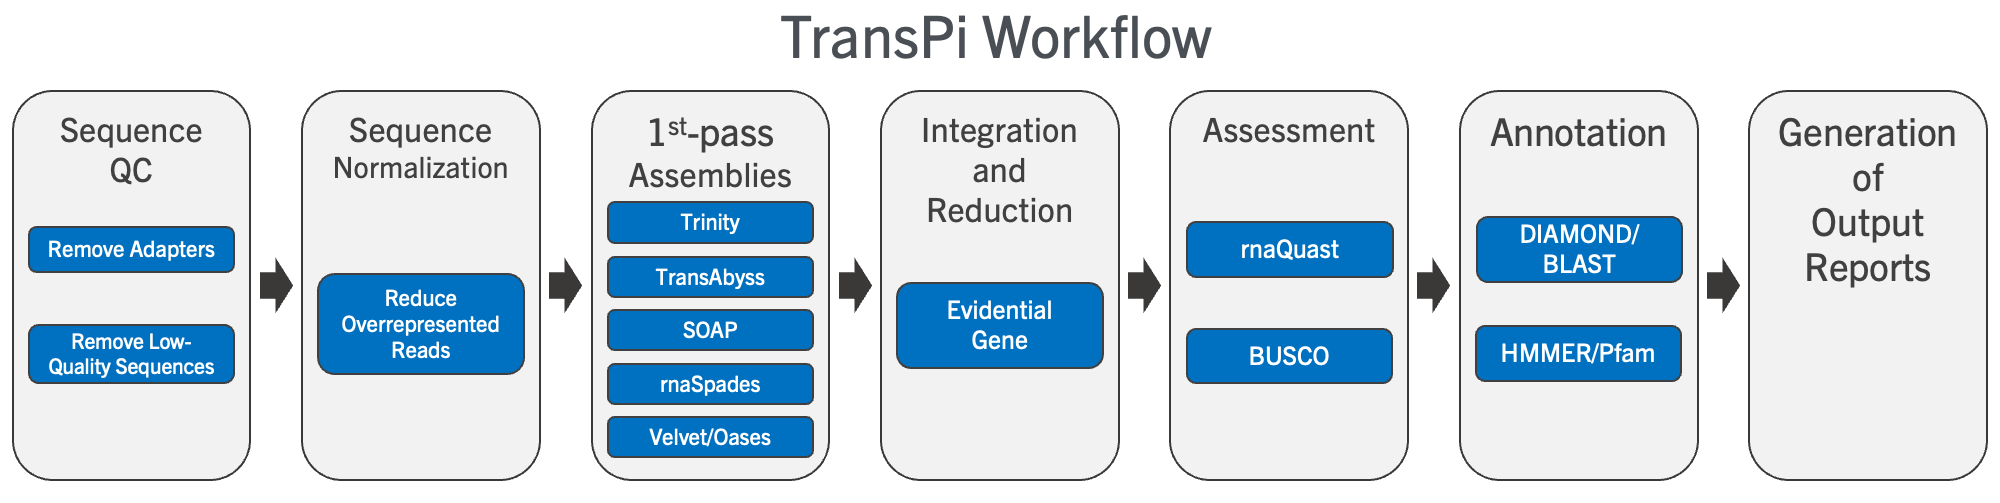 TransPi Workflow
Sequence
QC
Remove Adapters
Remove Low-
Quality Sequences
Sequence
Normalization
Reduce
Overrepresented
Reads
1st-pass
Assemblies
Trinity
TransAbyss
SOAP
rnaSpades
Velvet/Oases
Integration
and
Reduction
Evidential
Gene
Assessment
rnaQuast
BUSCO
Annotation
DIAMOND/
BLAST
HMMER/Pfam
Generation
of
Output
Reports